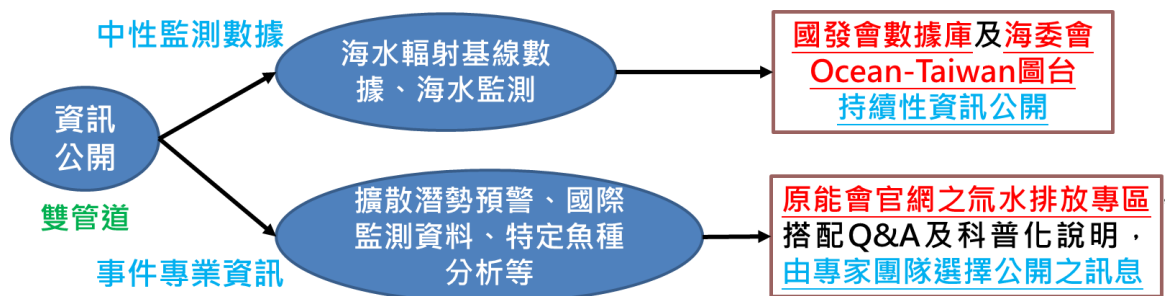 中性監測數據
海水輻射基線數
據、海水監測
國發會數據庫及海委會
Ocean-Taiwan圖台
持續性資訊公開
資訊
公開
雙管道
事件專業資訊
擴散潛勢預警、國際
監測資料、特定魚種
分析等
原能會官網之氚水排放專區
搭配Q&A及科普化說明，
由專家團隊選擇公開之訊息